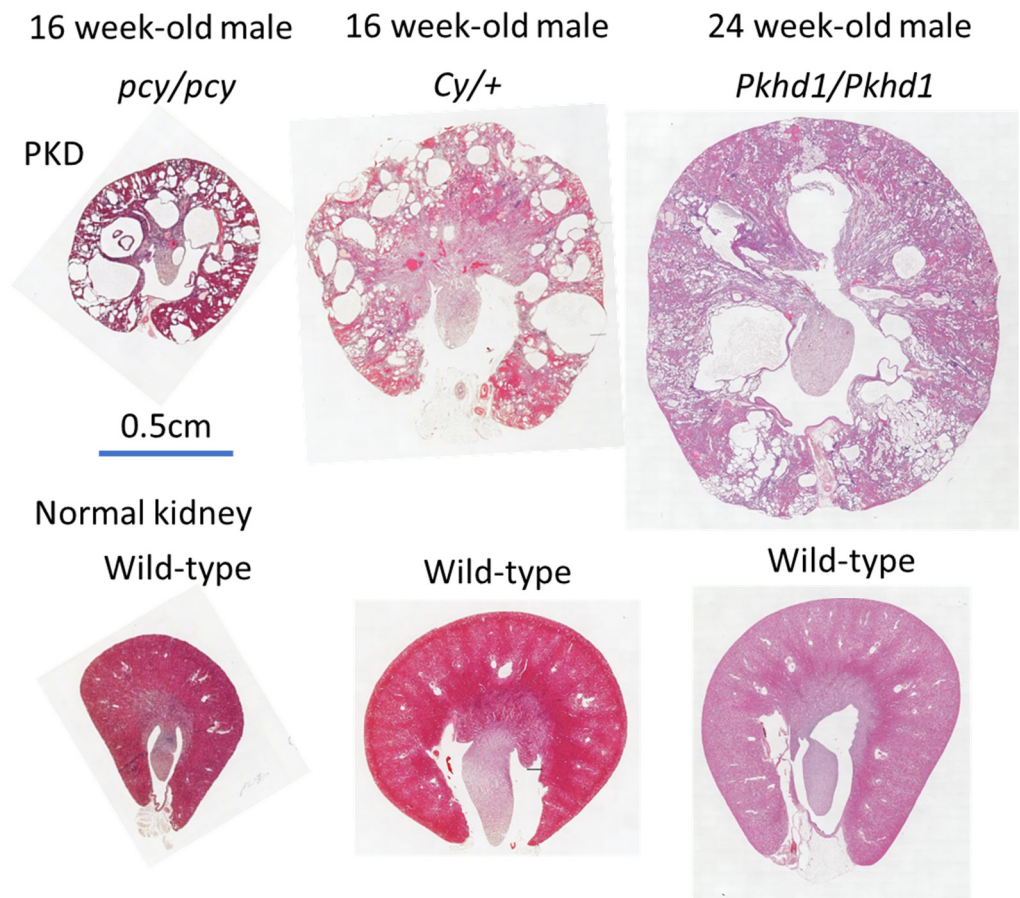 16 week-old male
16 week-old male
24 week-old male
pcy/pcy
Cy/+
Pkhd1/Pkhd1
PKD
0.5cm
Normal kidney
Wild-type
Wild-type
Wild-type